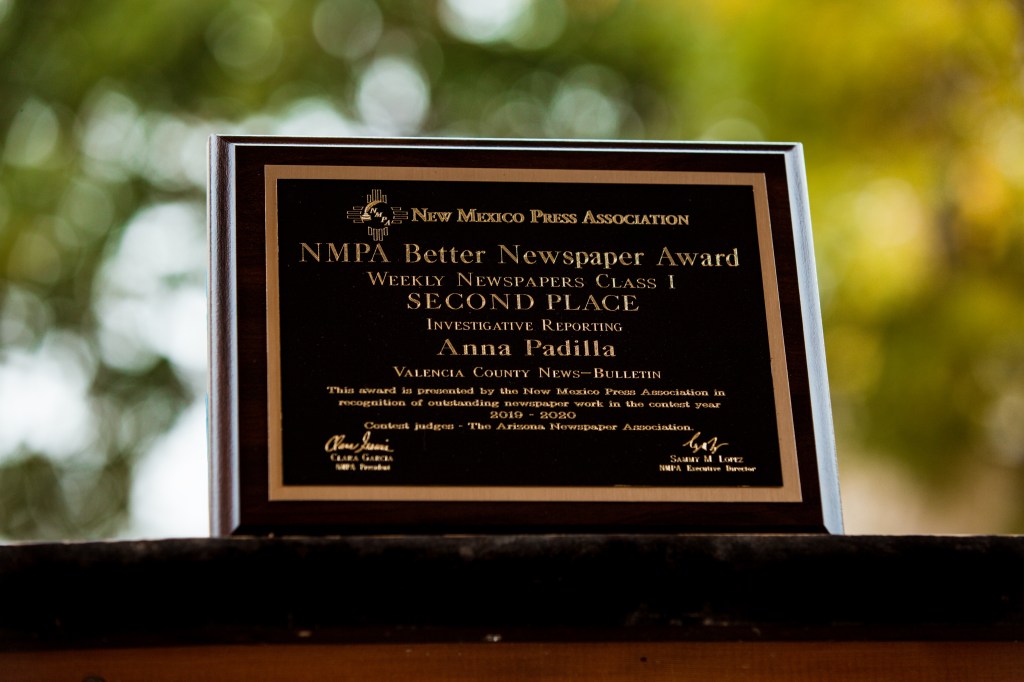 NMPA
New Mexico Press Association
NMPA Better Newspaper Award
Weekly Newspapers Class I
SECOND PLACE
Investigative Reporting
Anna Padilla
Valencia County News-Bulletin
This award is presented by the New Mexico Press Association in
recognition of outstanding newspaper work in the contest year
2019 - 2020
Contest judges - The Arizona Newspaper Association.
Clara Garcia
NMPA President
Sammy M. Lopez
NMPA Executive Director